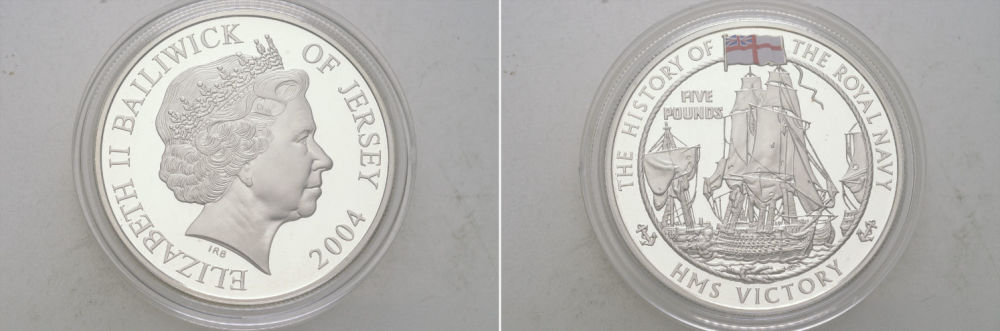 ELIZABETH II BAILIWICK OF JERSEY 2004
IRB
THE HISTORY OF THE ROYAL NAVY
FIVE
POUNDS
HMS VICTORY